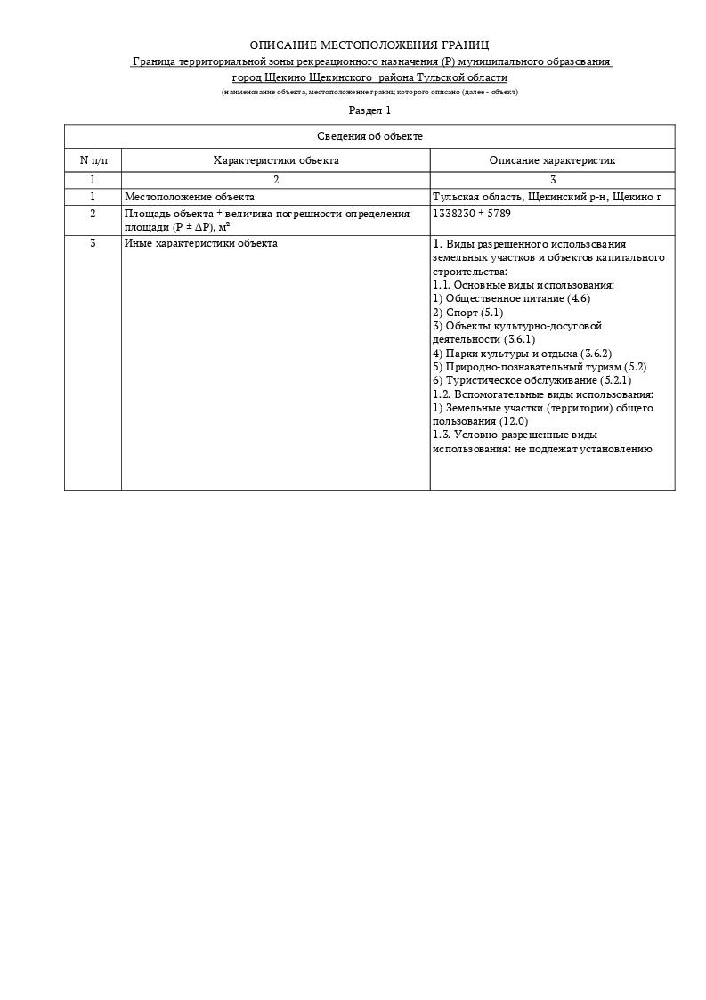 ОПИСАНИЕ МЕСТОПОЛОЖЕНИЯ ГРАНИЦ
Граница территориальной зоны рекреационного назначения (Р) муниципального образования
город Щекино Щекинского района Тульской области
(наименование объекта, местоположение границ которого описано (далее - объект)
Раздел 1
Сведения об объекте
N п/п Характеристики объекта Описание характеристик
1 2 3
1 Местоположение объекта Тульская область, Щекинский р-н, Щекино г
2 Площадь объекта ± величина погрешности определения 1338230 ± 5789
площади (P ± ΔP), м²
3 Иные характеристики объекта 1. Виды разрешенного использования
земельных участков и объектов капитального
строительства:
1.1. Основные виды использования:
1) Общественное питание (4.6)
2) Спорт (5.1)
3) Объекты культурно-досуговой
деятельности (3.6.1)
4) Парки культуры и отдыха (3.6.2)
5) Природно-познавательный туризм (5.2)
6) Туристическое обслуживание (5.2.1)
1.2. Вспомогательные виды использования:
1) Земельные участки (территории) общего
пользования (12.0)
1.3. Условно-разрешенные виды
использования: не подлежат установлению